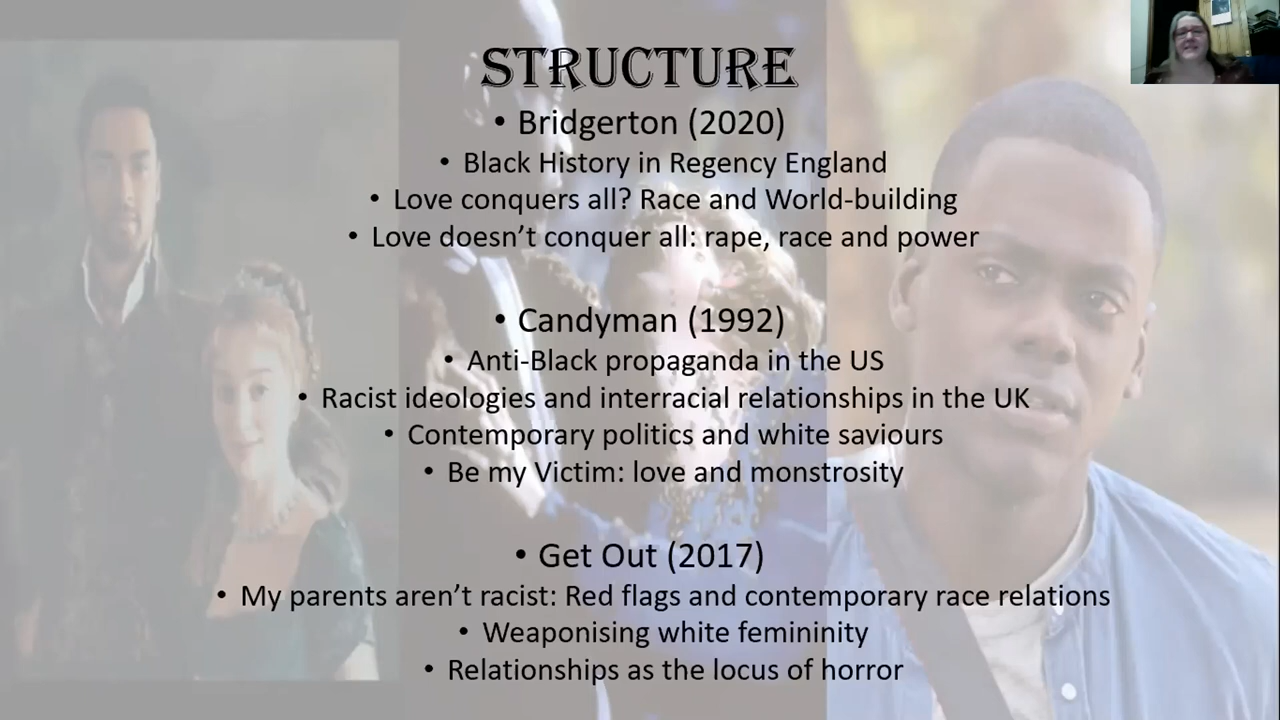 STRUCTURE
• Bridgerton (2020)
• Black History in Regency England
• Love conquers all? Race and World-building
• Love doesn’t conquer all: rape, race and power
• Candyman (1992)
• Anti-Black propaganda in the US
• Racist ideologies and interracial relationships in the UK
• Contemporary politics and white saviours
• Be my Victim: love and monstrosity
• Get Out (2017)
• My parents aren’t racist: Red flags and contemporary race relations
• Weaponising white femininity
• Relationships as the locus of horror